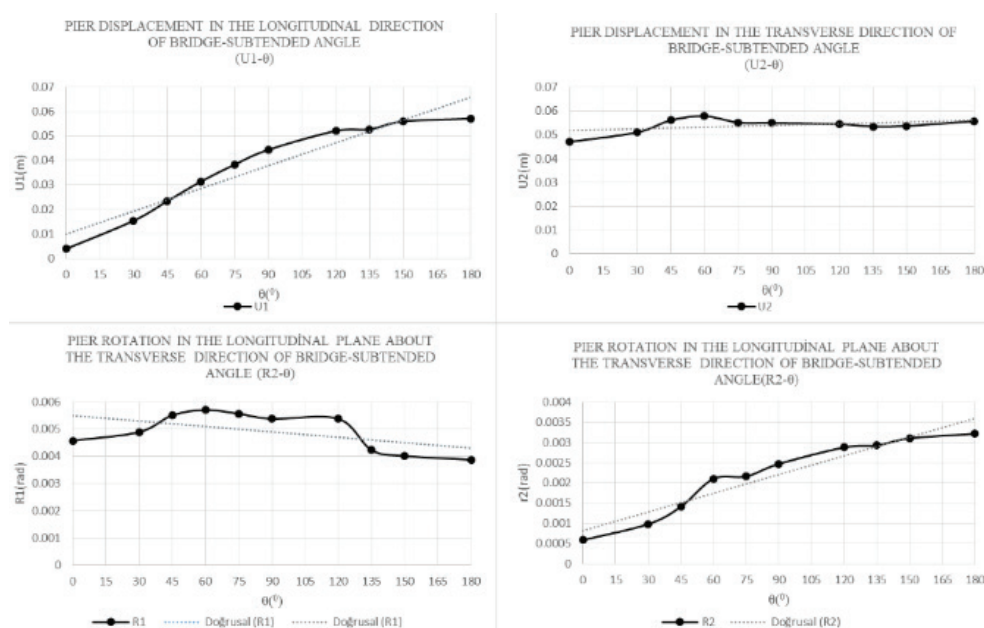 PIER DISPLACEMENT IN THE LONGITUDINAL DIRECTION
OF BRIDGE-SUBTENDED ANGLE
(U1-θ)
U1(m)
0.07
0.06
0.05
0.04
0.03
0.02
0.01
0
0 15 30 45 60 75 90 105 120 135 150 165 180
θ(⁰)
U1
PIER DISPLACEMENT IN THE TRANSVERSE DIRECTION OF
BRIDGE-SUBTENDED ANGLE
(U2-θ)
U2(m)
0.07
0.06
0.05
0.04
0.03
0.02
0.01
0
0 15 30 45 60 75 90 105 120 135 150 165 180
θ(⁰)
U2
PIER ROTATION IN THE LONGITUDİNAL PLANE ABOUT
THE TRANSVERSE DIRECTION OF BRIDGE-SUBTENDED
ANGLE (R2-θ)
R1(rad)
0.006
0.005
0.004
0.003
0.002
0.001
0
0 15 30 45 60 75 90 105 120 135 150 165 180
θ(⁰)
R1 Doğrusal (R1) Doğrusal (R1)
PIER ROTATION IN THE LONGITUDİNAL PLANE ABOUT
THE TRANSVERSE DIRECTION OF BRIDGE-SUBTENDED
ANGLE(R2-θ)
r2(rad)
0.004
0.0035
0.003
0.0025
0.002
0.0015
0.001
0.0005
0
0 15 30 45 60 75 90 105 120 135 150 165 180
θ(⁰)
R2 Doğrusal (R2)